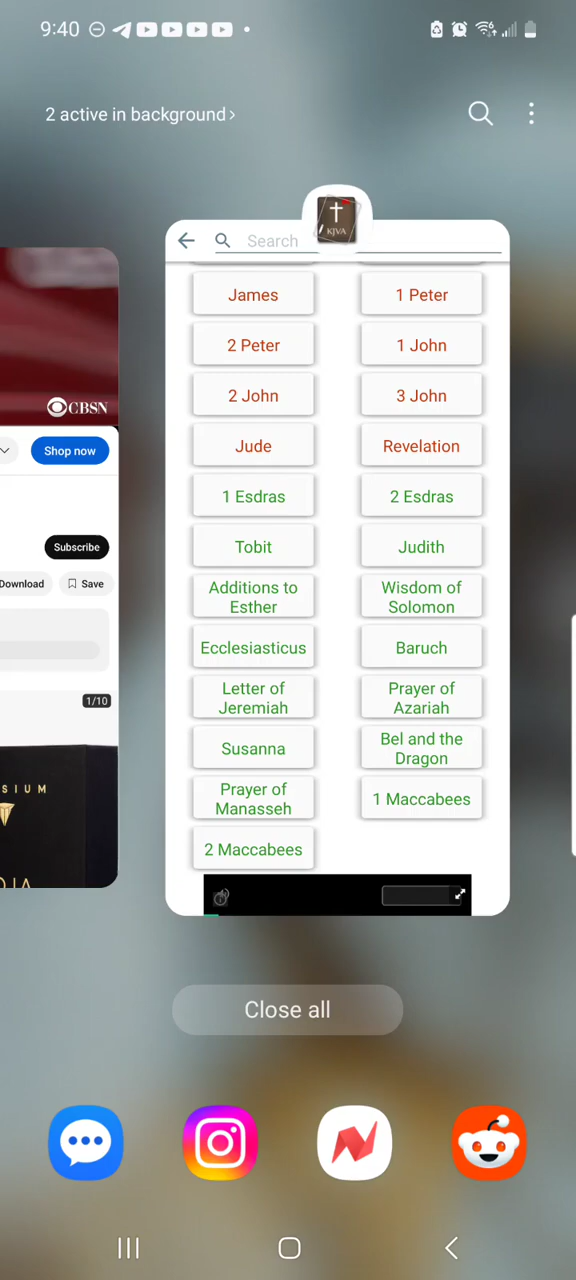 9:40
2 active in background >
KJVA
Search
James
1 Peter
2 Peter
1 John
2 John
3 John
Jude
Revelation
1 Esdras
2 Esdras
Tobit
Judith
Additions to
Esther
Wisdom of
Solomon
Ecclesiasticus
Baruch
Letter of
Jeremiah
Prayer of
Azariah
Susanna
Bel and the
Dragon
Prayer of
Manasseh
1 Maccabees
2 Maccabees
CBSN
Shop now
Subscribe
Download
Save
1/10
SIUM
Close all